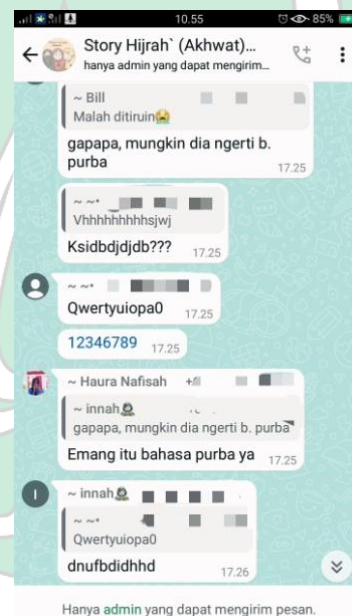 10.55
85%
Story Hijrah` (Akhwat)...
hanya admin yang dapat mengirim...
~ Bill
Malah ditiruin😭
gapapa, mungkin dia ngerti b.
purba
17.25
~ ~•
Vhhhhhhhhsjwj
Ksidbdjdjdb???
17.25
~ ~•
Qwertyuiopa0
17.25
12346789
17.25
~ Haura Nafisah
~ innah
gapapa, mungkin dia ngerti b. purba
Emang itu bahasa purba ya
17.25
I
~ innah
~ ~•
Qwertyuiopa0
dnufbdidhhd
17.26
Hanya admin yang dapat mengirim pesan.